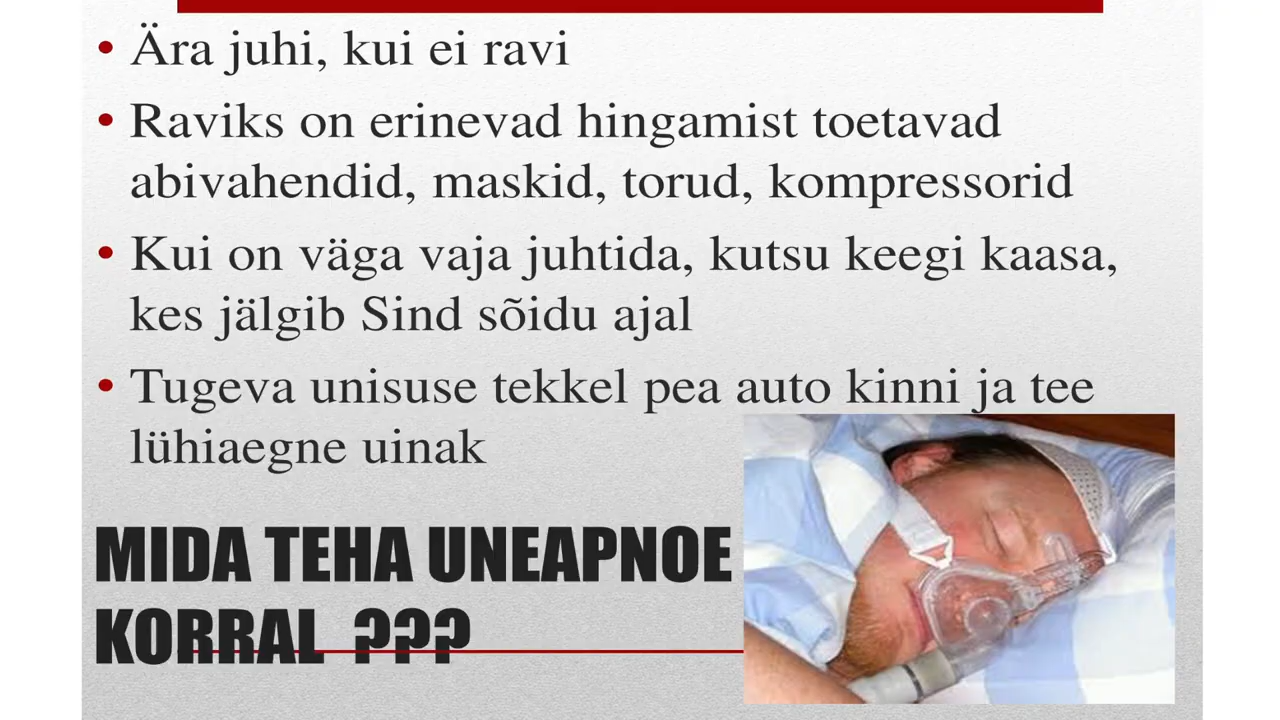 • Ära juhi, kui ei ravi
• Raviks on erinevad hingamist toetavad
abivahendid, maskid, torud, kompressorid
• Kui on väga vaja juhtida, kutsu keegi kaasa,
kes jälgib Sind sõidu ajal
• Tugeva unisuse tekkel pea auto kinni ja tee
lühiaegne uinak
MIDA TEHA UNEAPNOE
KORRAL ???